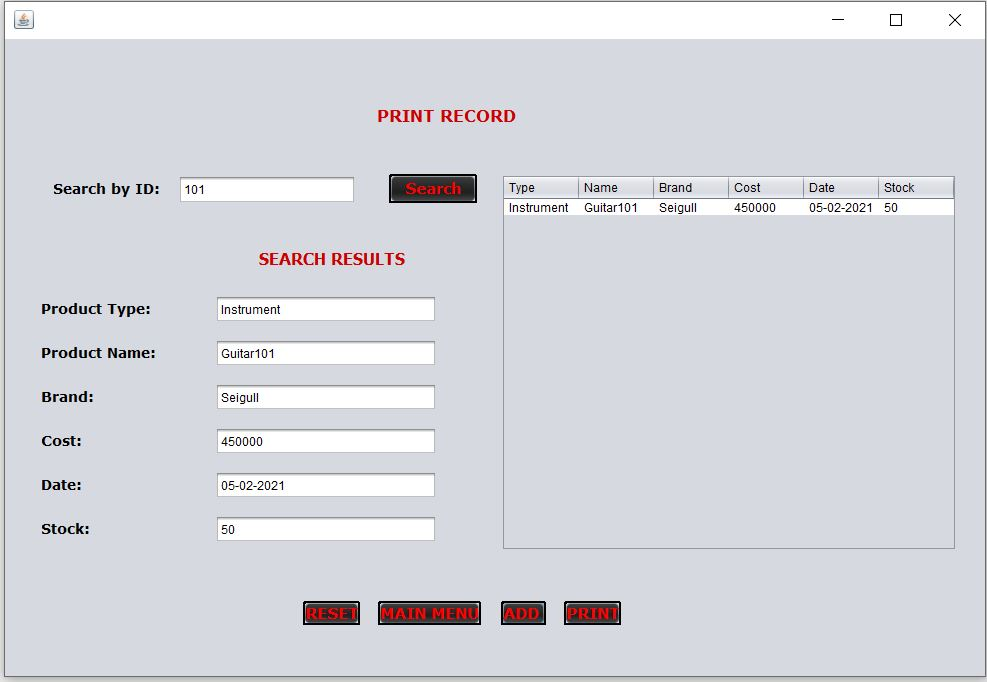 PRINT RECORD
Search by ID: 101 Search
Type Name Brand Cost Date Stock
Instrument Guitar101 Seigull 450000 05-02-2021 50
SEARCH RESULTS
Product Type: Instrument
Product Name: Guitar101
Brand: Seigull
Cost: 450000
Date: 05-02-2021
Stock: 50
RESET MAIN MENU ADD PRINT